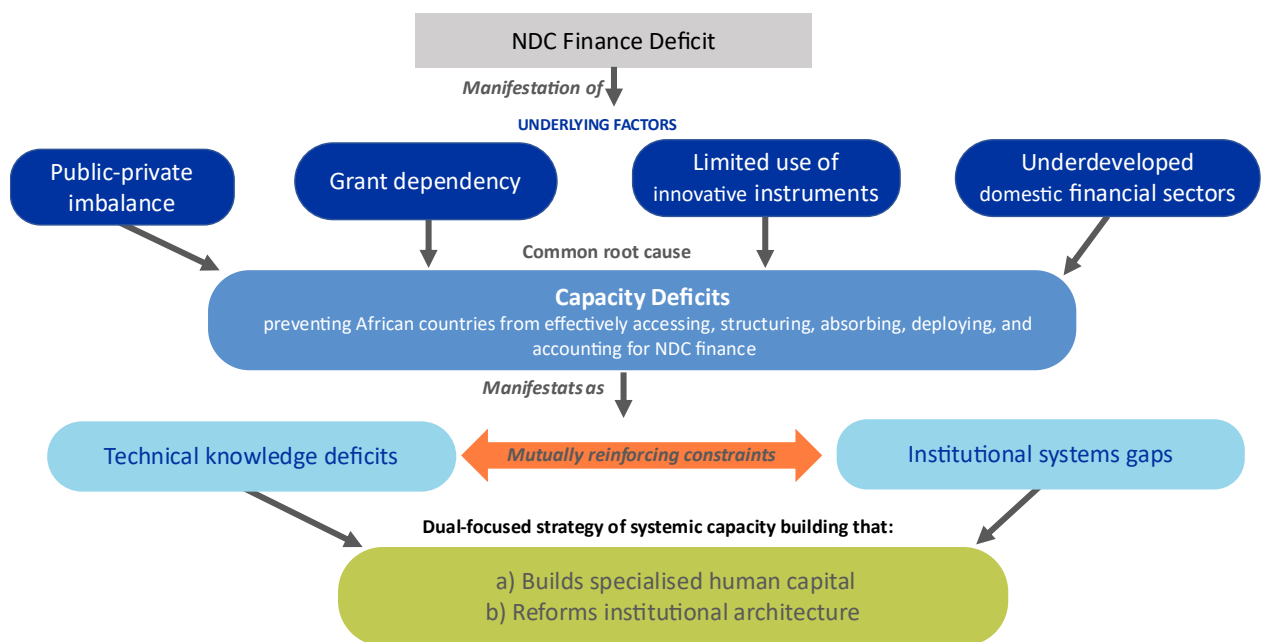 NDC Finance Deficit
Manifestation of
UNDERLYING FACTORS
Public-private
imbalance
Grant dependency
Limited use of
innovative instruments
Underdeveloped
domestic financial sectors
Common root cause
Capacity Deficits
preventing African countries from effectively accessing, structuring, absorbing, deploying, and
accounting for NDC finance
Manifestats as
Technical knowledge deficits
Mutually reinforcing constraints
Institutional systems gaps
Dual-focused strategy of systemic capacity building that:
a) Builds specialised human capital
b) Reforms institutional architecture